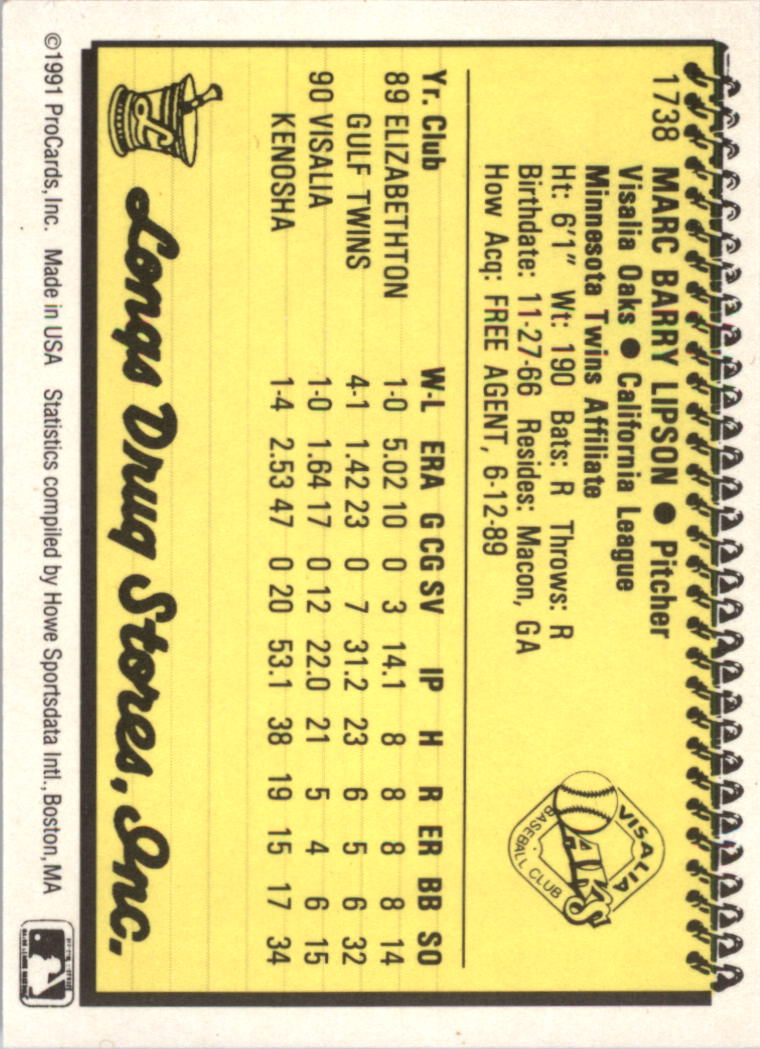 1738 MARC BARRY LIPSON ● Pitcher
Visalia Oaks ● California League
Minnesota Twins Affiliate
Ht: 6'1" Wt: 190 Bats: R Throws: R
Birthdate: 11-27-66 Resides: Macon, GA
How Acq: FREE AGENT, 6-12-89
VISALIA
OAKS
BASEBALL CLUB
Yr. Club W-L ERA G CG SV IP H R ER BB SO
89 ELIZABETHTON 1-0 5.02 10 0 3 14.1 8 8 8 8 14
GULF TWINS 4-1 1.42 23 0 7 31.2 23 6 5 6 32
90 VISALIA 1-0 1.64 17 0 12 22.0 21 5 4 6 15
KENOSHA 1-4 2.53 47 0 20 53.1 38 19 15 17 34
L
Longs Drug Stores, Inc.
©1991 ProCards, Inc. Made in USA Statistics compiled by Howe Sportsdata Intl., Boston, MA